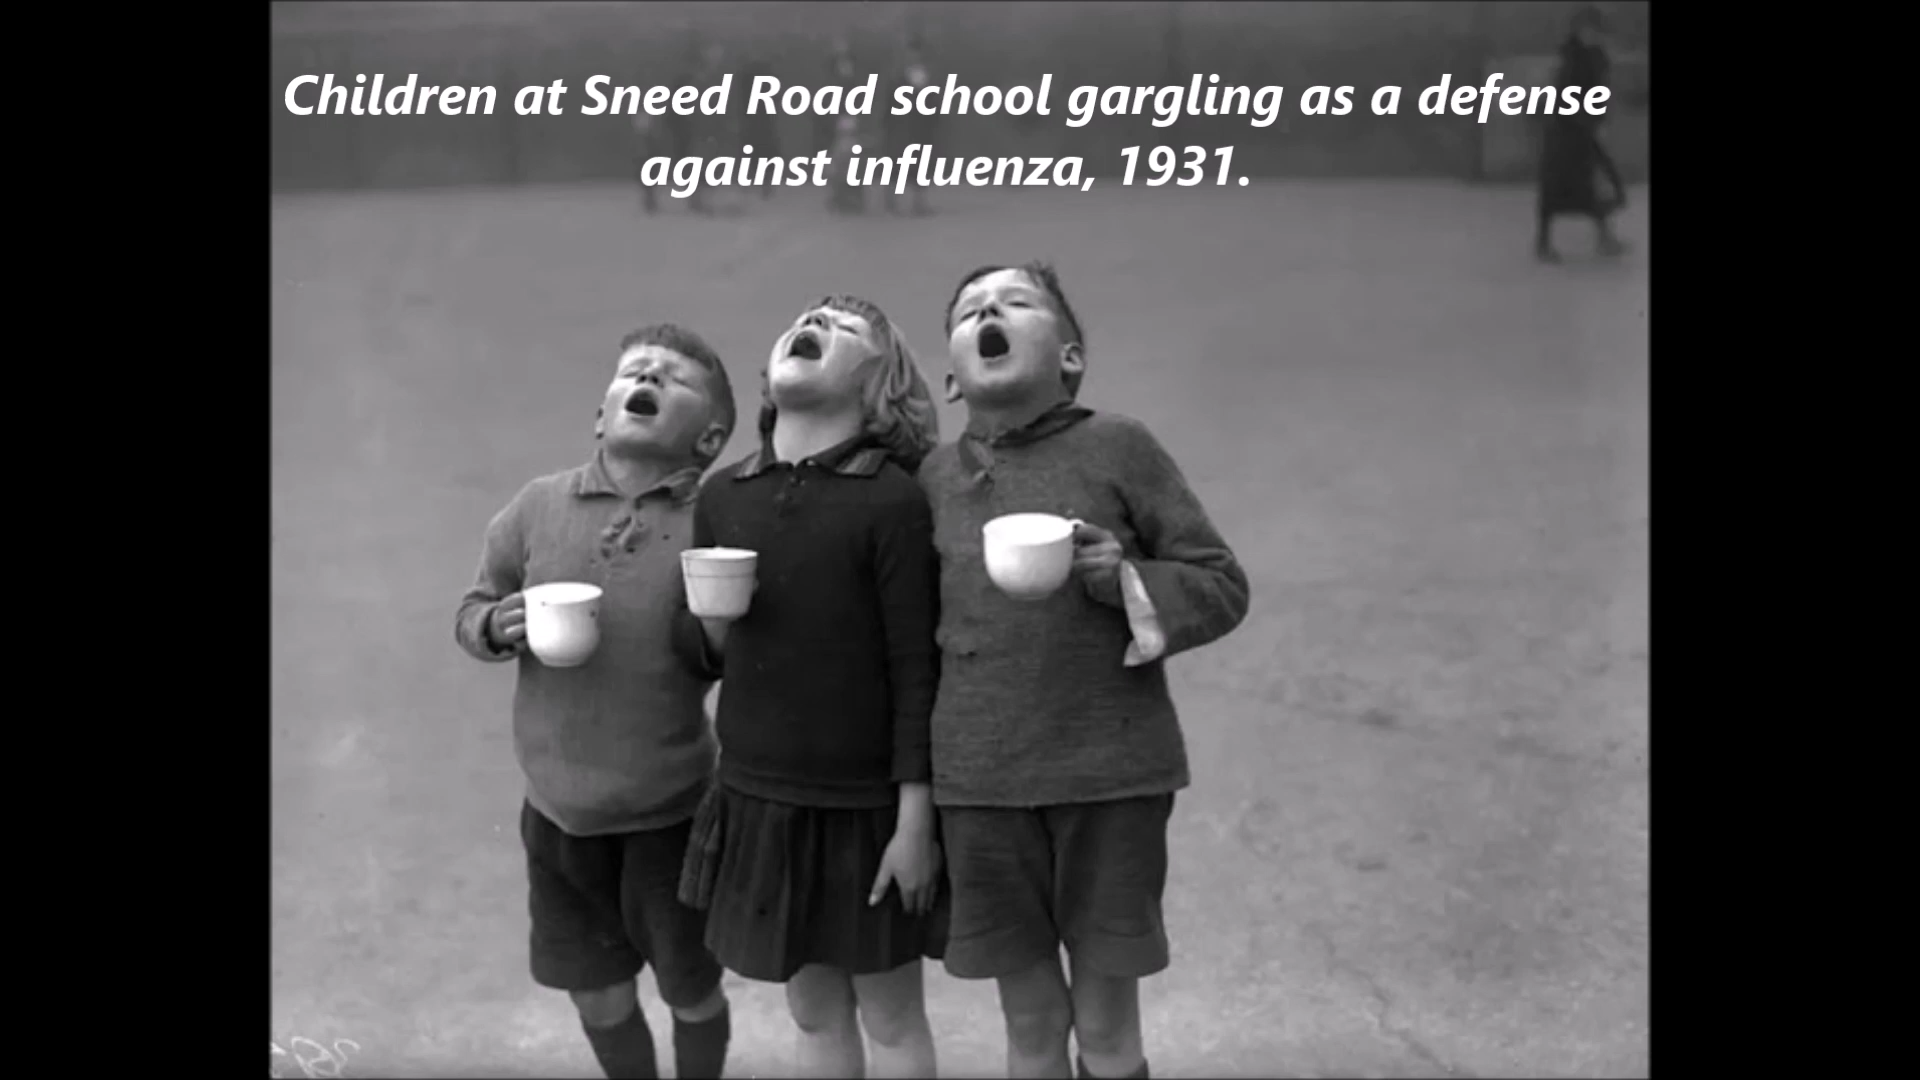 Children at Sneed Road school gargling as a defense
against influenza, 1931.